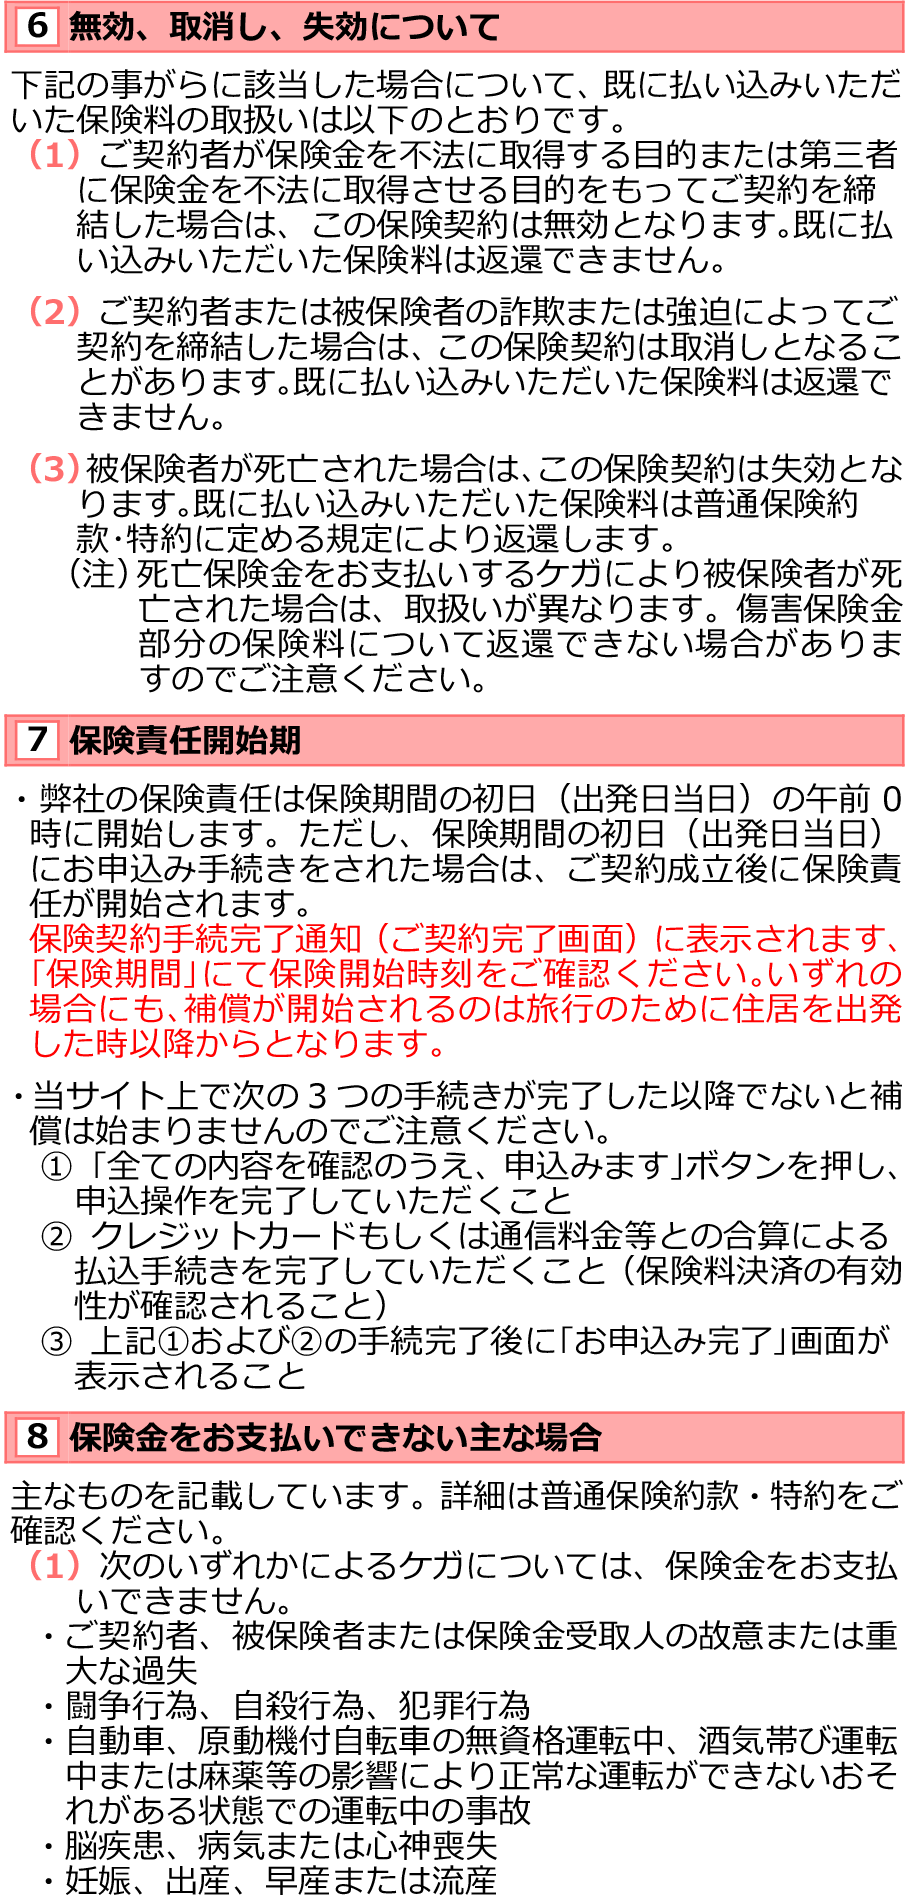 6 無効、取消し、失効について
下記の事がらに該当した場合について、既に払い込みいただ
いた保険料の取扱いは以下のとおりです。
（1）ご契約者が保険金を不法に取得する目的または第三者
に保険金を不法に取得させる目的をもってご契約を締
結した場合は、この保険契約は無効となります。既に払
い込みいただいた保険料は返還できません。
（2）ご契約者または被保険者の詐欺または強迫によってご
契約を締結した場合は、この保険契約は取消しとなるこ
とがあります。既に払い込みいただいた保険料は返還で
きません。
（3）被保険者が死亡された場合は、この保険契約は失効とな
ります。既に払い込みいただいた保険料は普通保険約
款・特約に定める規定により返還します。
（注）死亡保険金をお支払いするケガにより被保険者が死
亡された場合は、取扱いが異なります。傷害保険金
部分の保険料について返還できない場合がありま
すのでご注意ください。
7 保険責任開始期
・弊社の保険責任は保険期間の初日（出発日当日）の午前 0
時に開始します。ただし、保険期間の初日（出発日当日）
にお申込み手続きをされた場合は、ご契約成立後に保険責
任が開始されます。
保険契約手続完了通知（ご契約完了画面）に表示されます、
「保険期間」にて保険開始時刻をご確認ください。いずれの
場合にも、補償が開始されるのは旅行のために住居を出発
した時以降からとなります。
・当サイト上で次の 3 つの手続きが完了した以降でないと補
償は始まりませんのでご注意ください。
① 「全ての内容を確認のうえ、申込みます」ボタンを押し、
申込操作を完了していただくこと
② クレジットカードもしくは通信料金等との合算による
払込手続きを完了していただくこと（保険料決済の有効
性が確認されること）
③ 上記①および②の手続完了後に「お申込み完了」画面が
表示されること
8 保険金をお支払いできない主な場合
主なものを記載しています。詳細は普通保険約款・特約をご
確認ください。
（1）次のいずれかによるケガについては、保険金をお支払
いできません。
・ご契約者、被保険者または保険金受取人の故意または重
大な過失
・闘争行為、自殺行為、犯罪行為
・自動車、原動機付自転車の無資格運転中、酒気帯び運転
中または麻薬等の影響により正常な運転ができないおそ
れがある状態での運転中の事故
・脳疾患、病気または心神喪失
・妊娠、出産、早産または流産